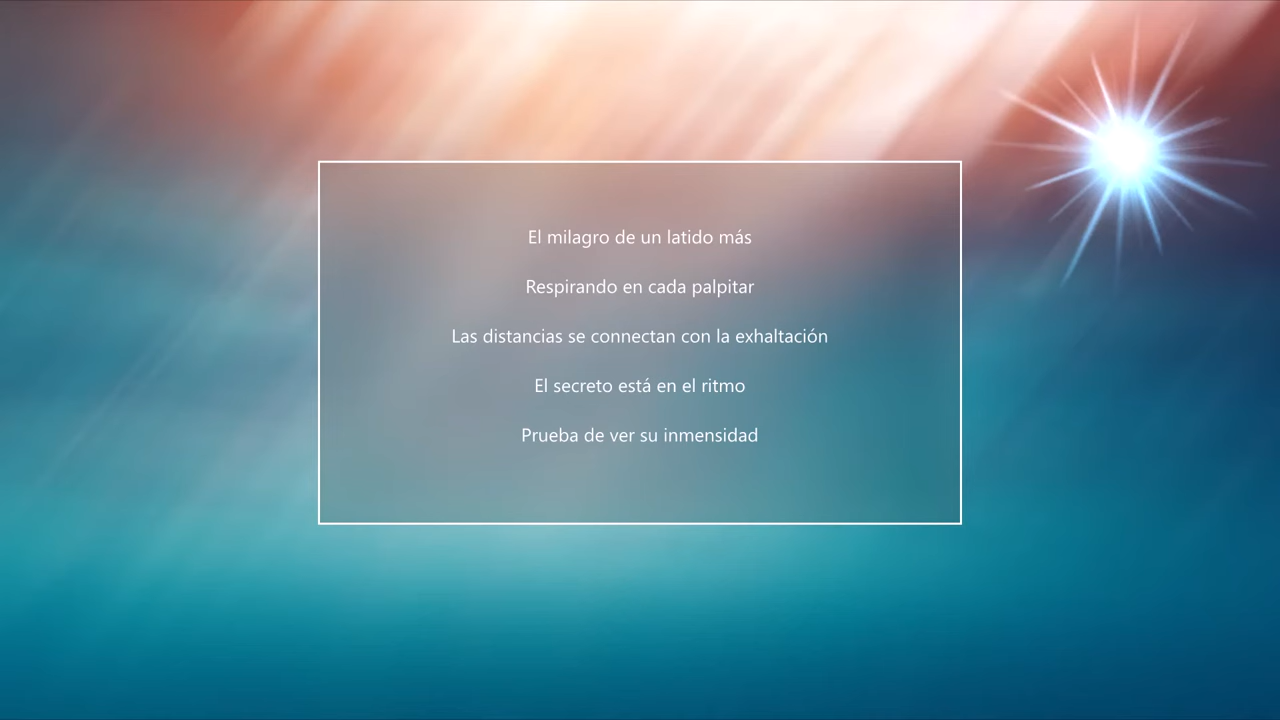 El milagro de un latido más
Respirando en cada palpitar
Las distancias se connectan con la exhaltación
El secreto está en el ritmo
Prueba de ver su inmensidad